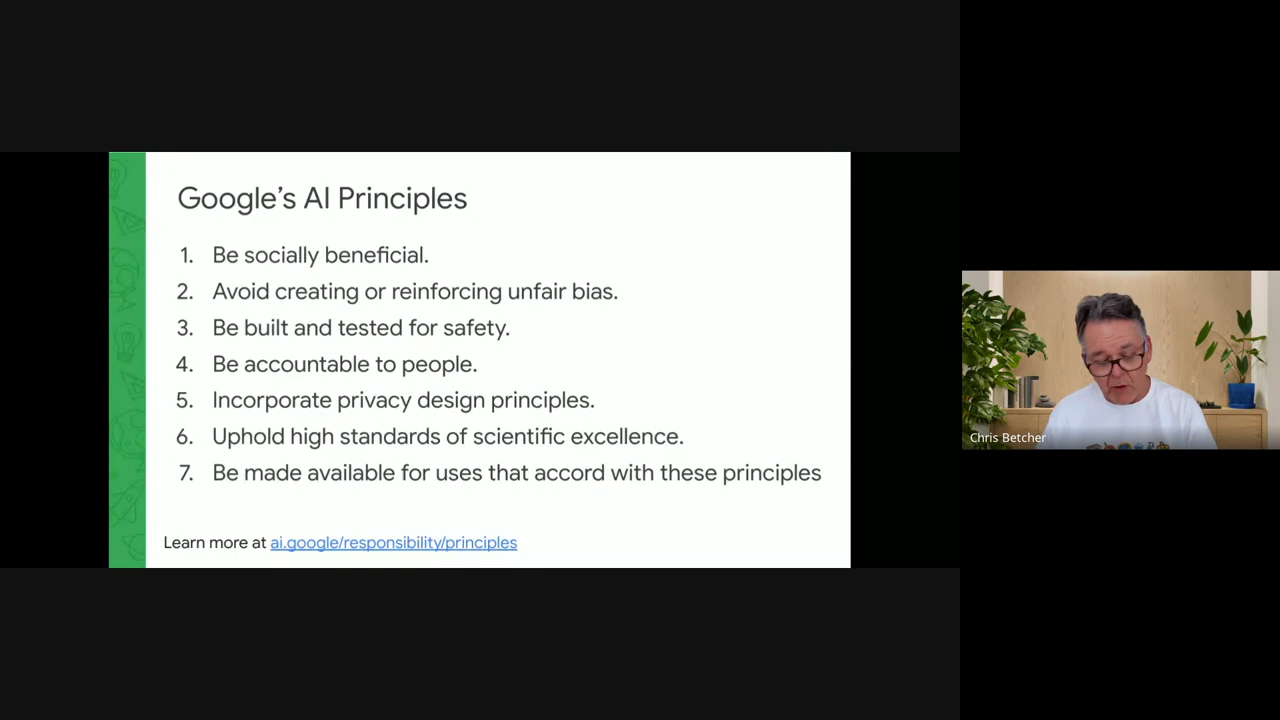 Google's AI Principles
1. Be socially beneficial.
2. Avoid creating or reinforcing unfair bias.
3. Be built and tested for safety.
4. Be accountable to people.
5. Incorporate privacy design principles.
6. Uphold high standards of scientific excellence.
7. Be made available for uses that accord with these principles
Learn more at ai.google/responsibility/principles
Chris Betcher